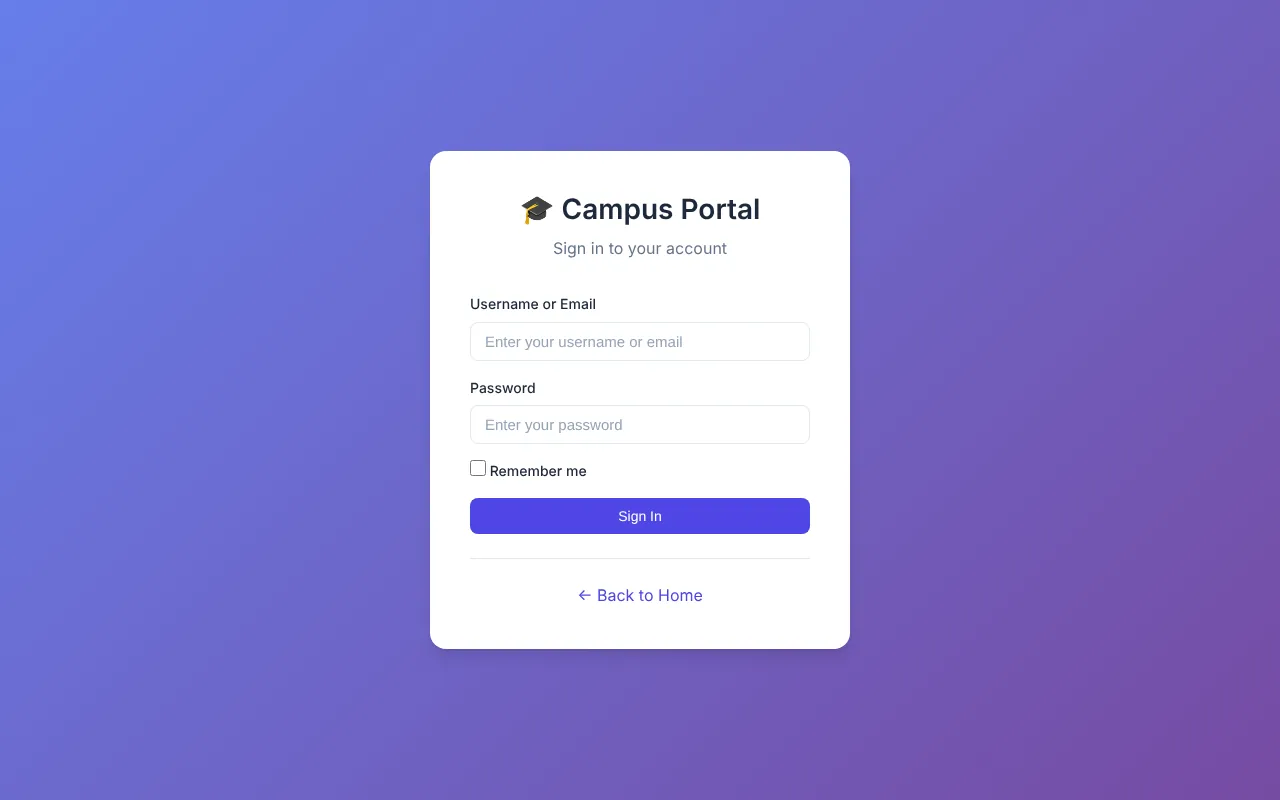 🎓 Campus Portal
Sign in to your account
Username or Email
Enter your username or email
Password
Enter your password
Remember me
Sign In
← Back to Home